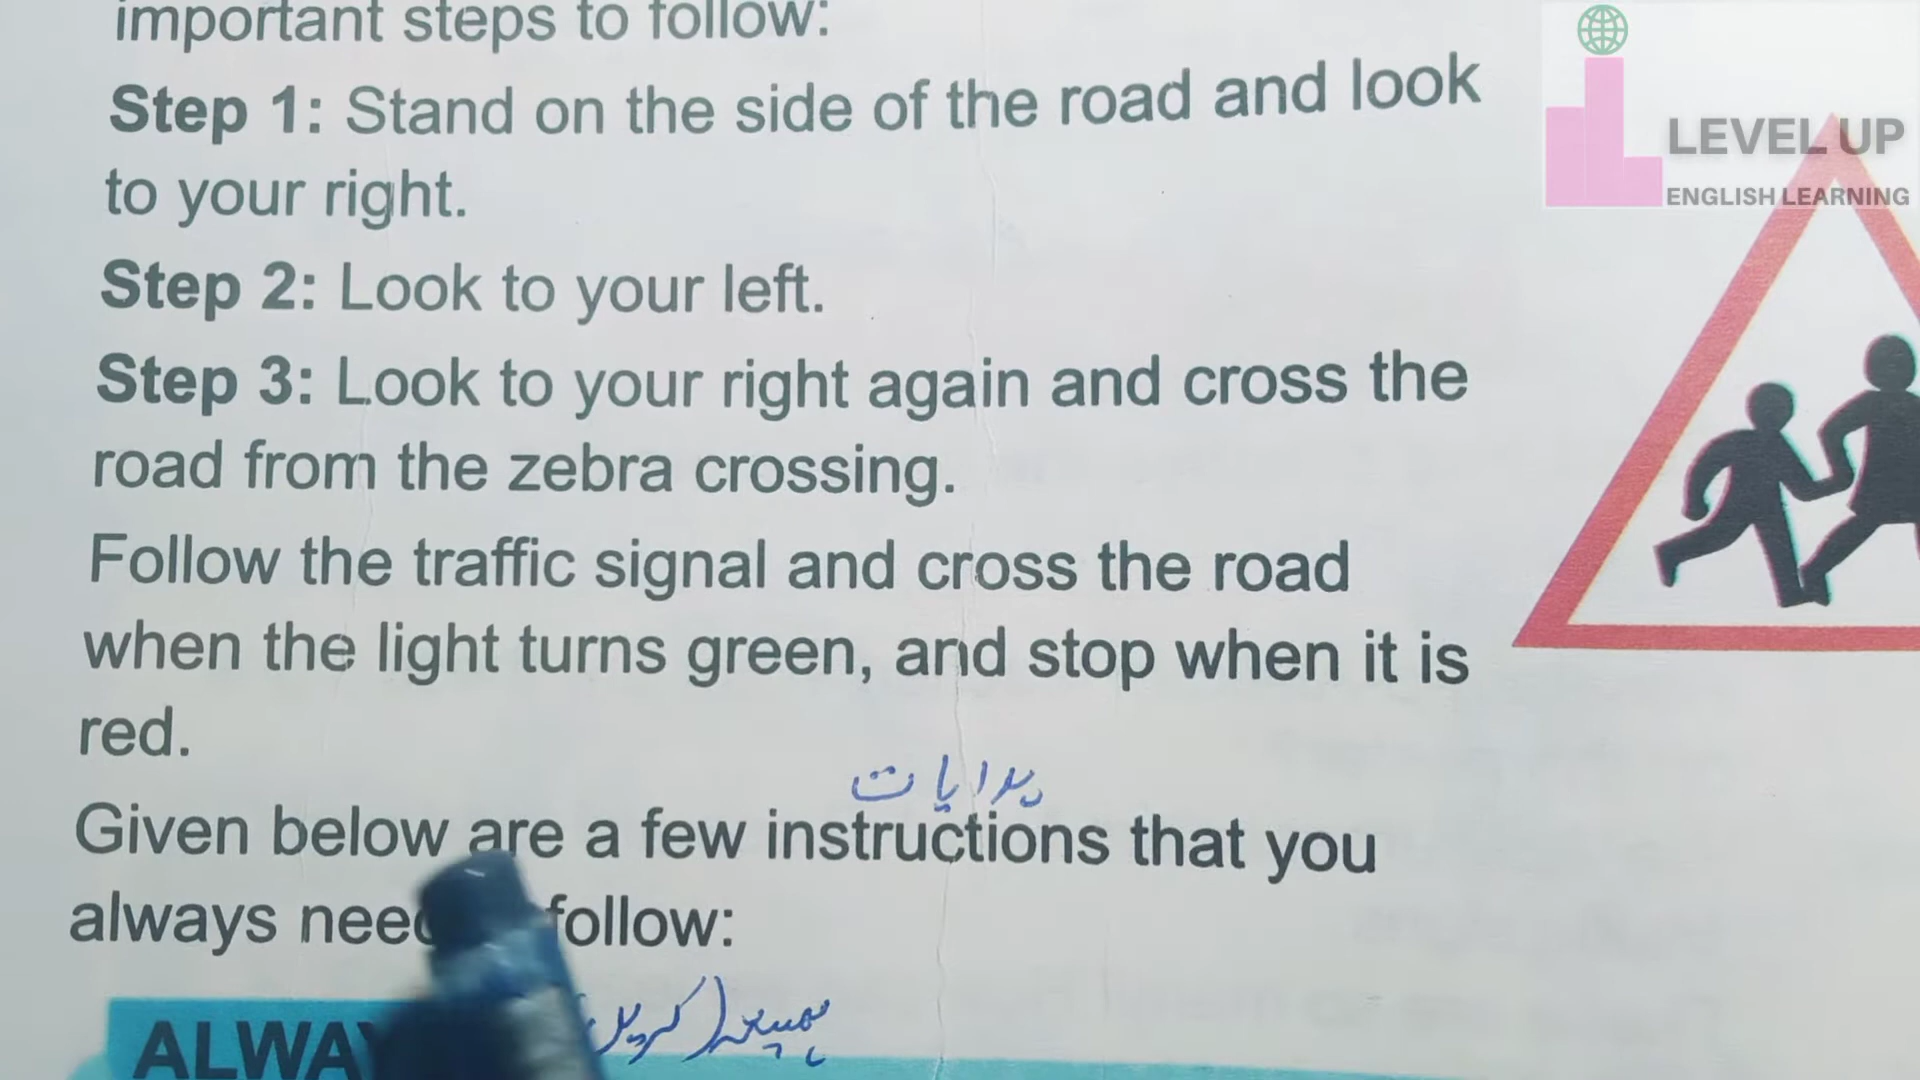 important steps to follow:
Step 1: Stand on the side of the road and look
to your right.
Step 2: Look to your left.
Step 3: Look to your right again and cross the
road from the zebra crossing.
Follow the traffic signal and cross the road
when the light turns green, and stop when it is
red.
ہدایات
Given below are a few instructions that you
always follow:
LEVEL UP
ENGLISH LEARNING